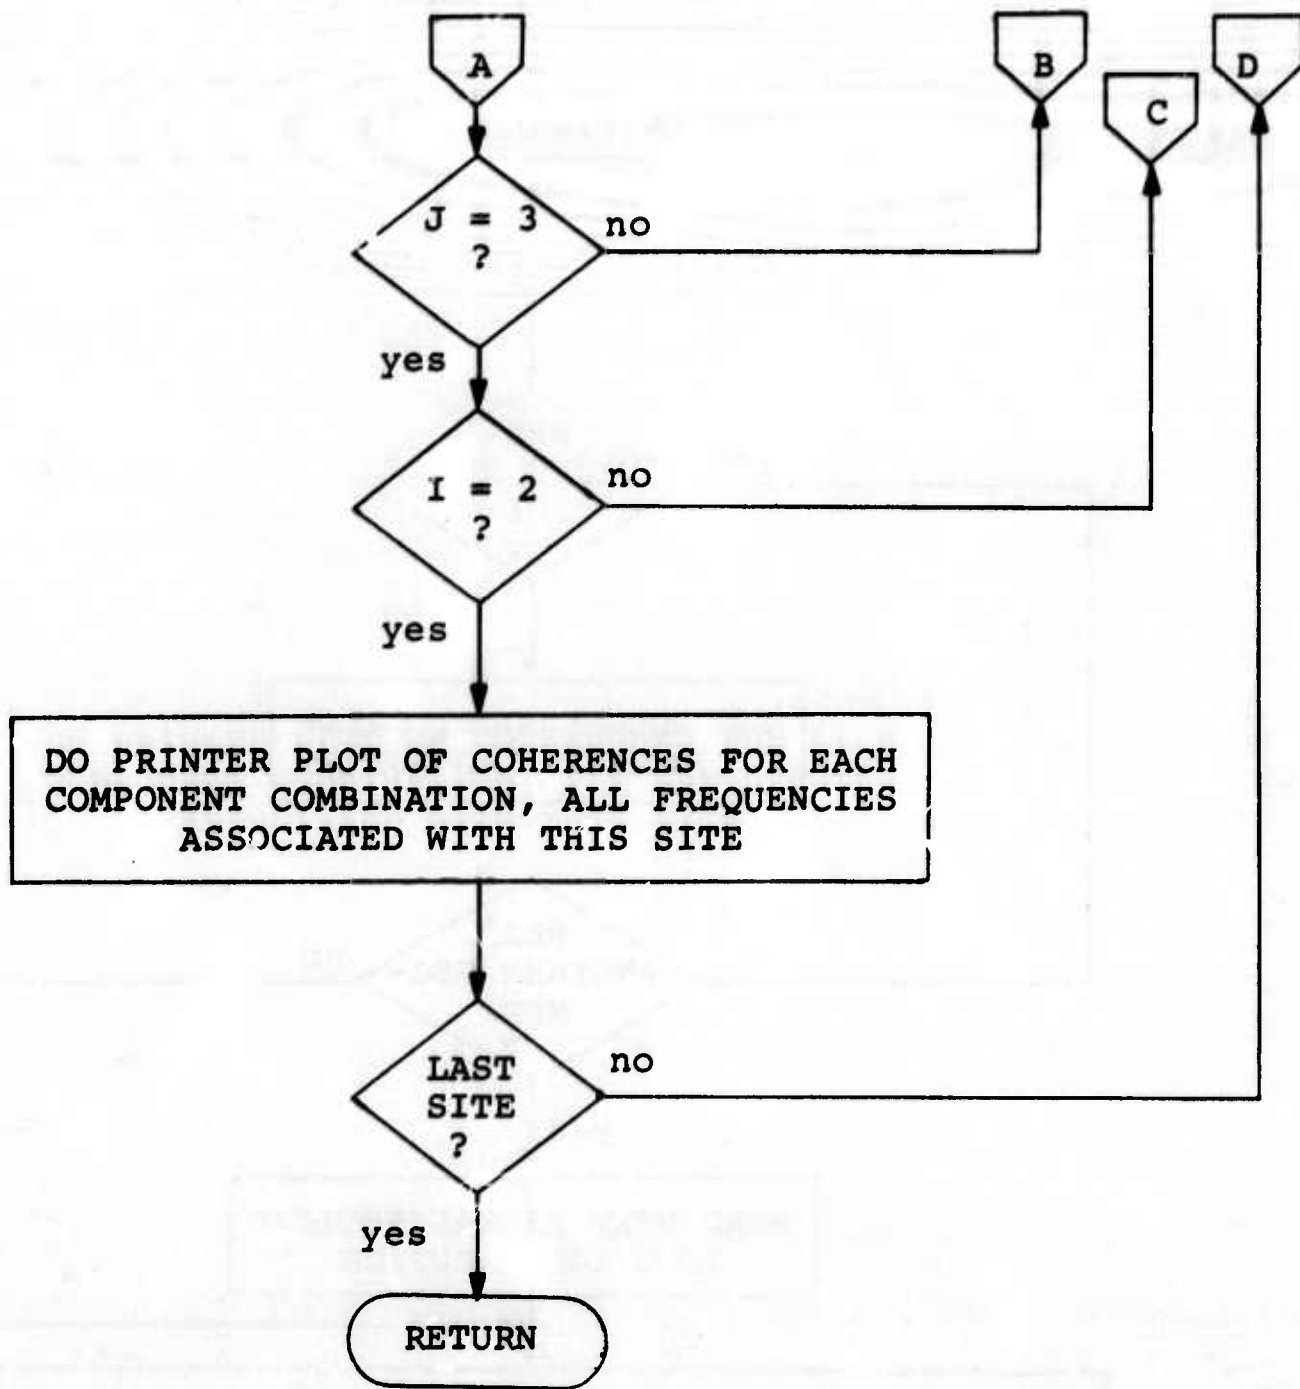 A
B
C
D
J = 3
?
no
yes
I = 2
?
no
yes
DO PRINTER PLOT OF COHERENCES FOR EACH
COMPONENT COMBINATION, ALL FREQUENCIES
ASSOCIATED WITH THIS SITE
LAST
SITE
?
no
yes
RETURN